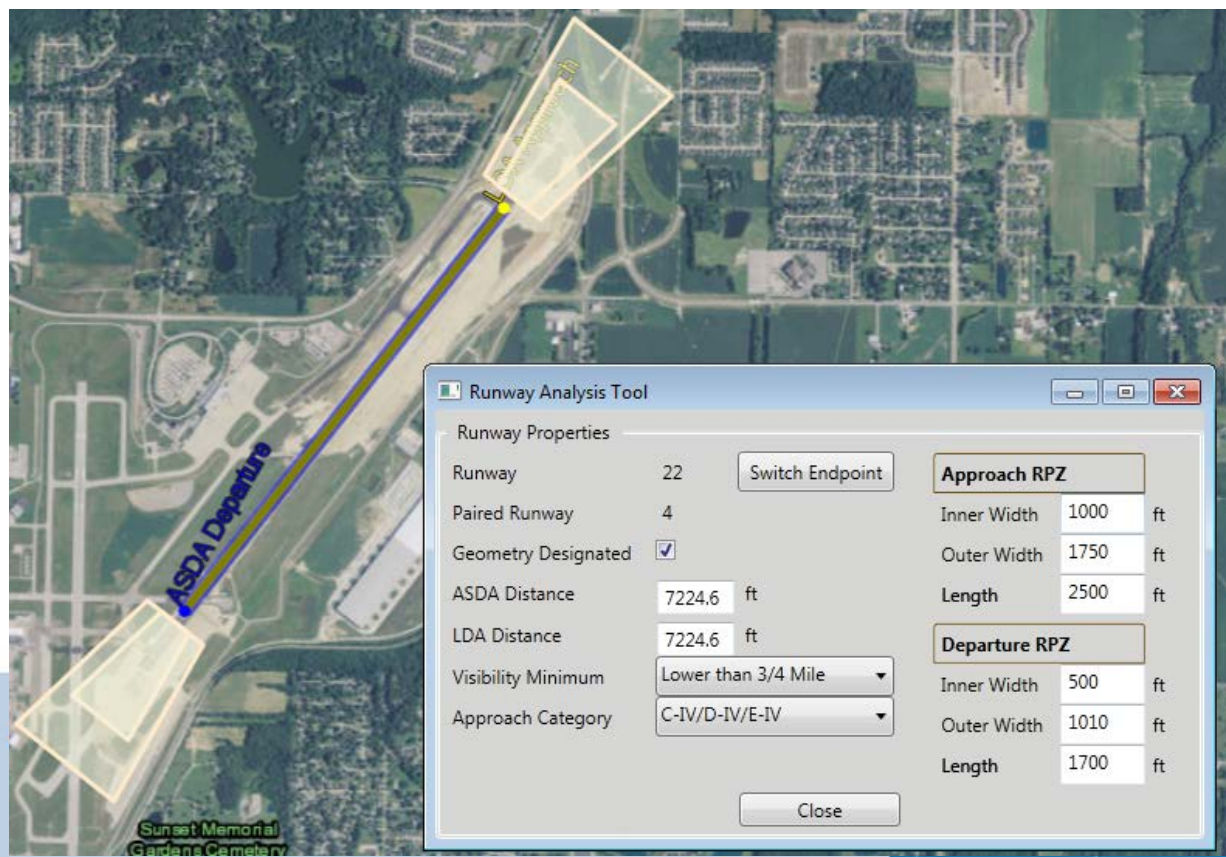 LDA Approach
ASDA Departure
Sunset Memorial
Gardens Cemetery
Runway Analysis Tool
Runway Properties
Runway 22 Switch Endpoint
Paired Runway 4
Geometry Designated
ASDA Distance 7224.6 ft
LDA Distance 7224.6 ft
Visibility Minimum Lower than 3/4 Mile
Approach Category C-IV/D-IV/E-IV
Approach RPZ
Inner Width 1000 ft
Outer Width 1750 ft
Length 2500 ft
Departure RPZ
Inner Width 500 ft
Outer Width 1010 ft
Length 1700 ft
Close